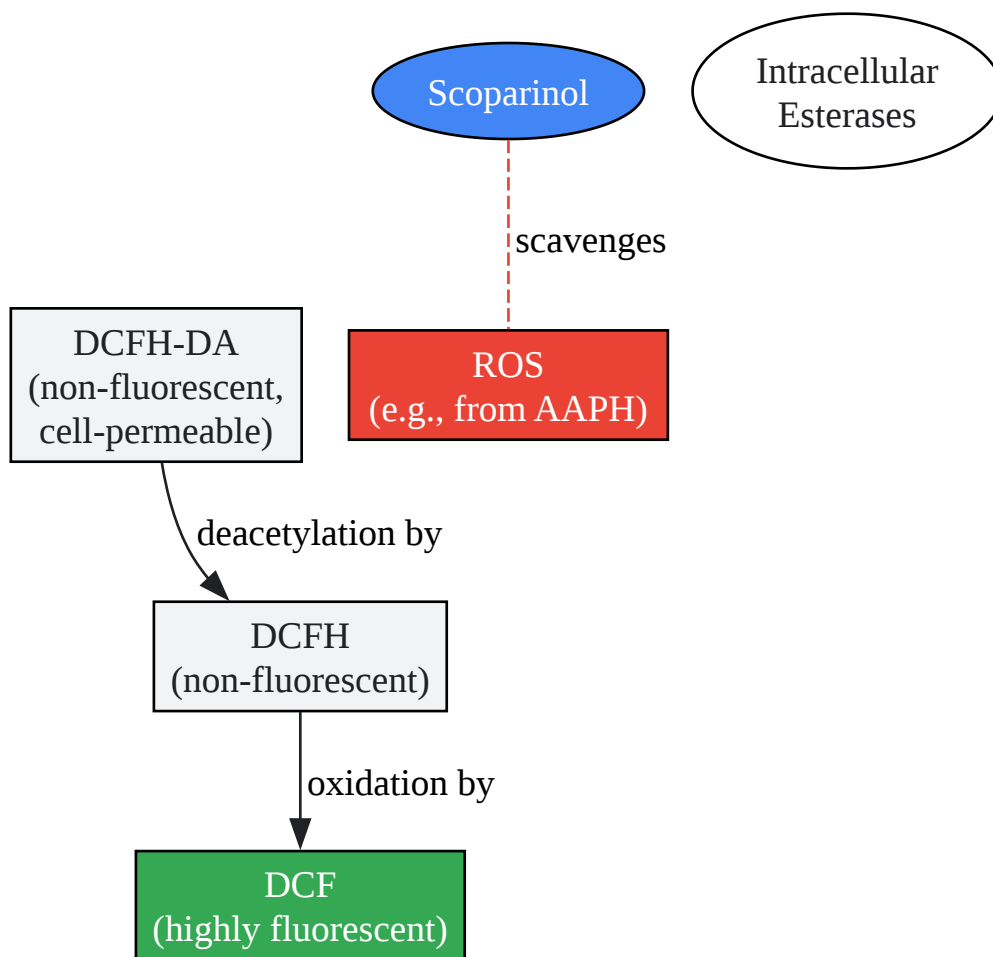 Scoparinol
Intracellular
Esterases
scavenges
DCFH-DA
(non-fluorescent,
cell-permeable)
ROS
(e.g., from AAPH)
deacetylation by
DCFH
(non-fluorescent)
oxidation by
DCF
(highly fluorescent)